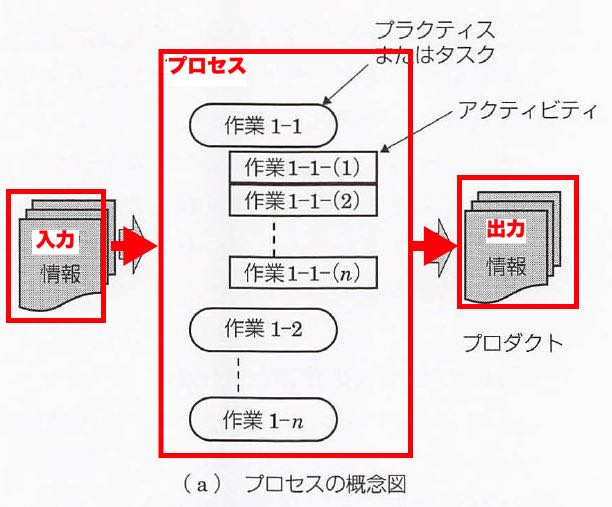 プラクティス
またはタスク
プロセス
アクティビティ
作業 1-1
作業1-1-(1)
作業1-1-(2)
作業1-1-(n)
入力
情報
出力
情報
作業 1-2
プロダクト
作業 1-n
(a) プロセスの概念図